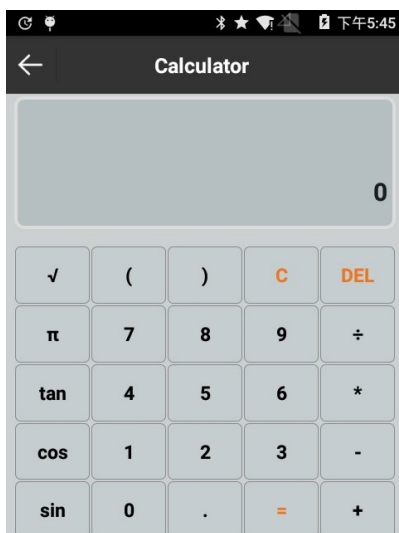 下午5:45
Calculator
0
√ ( ) C DEL
π 7 8 9 ÷
tan 4 5 6 *
cos 1 2 3 -
sin 0 . = +